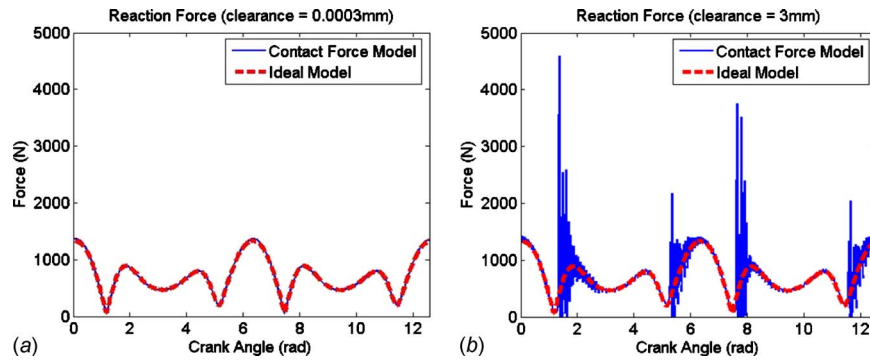 Reaction Force (clearance = 0.0003mm)
5000
4000
3000
2000
1000
0
Force (N)
Contact Force Model
Ideal Model
0 2 4 6 8 10 12
Crank Angle (rad)
(a)
Reaction Force (clearance = 3mm)
5000
4000
3000
2000
1000
0
Force (N)
Contact Force Model
Ideal Model
0 2 4 6 8 10 12
Crank Angle (rad)
(b)